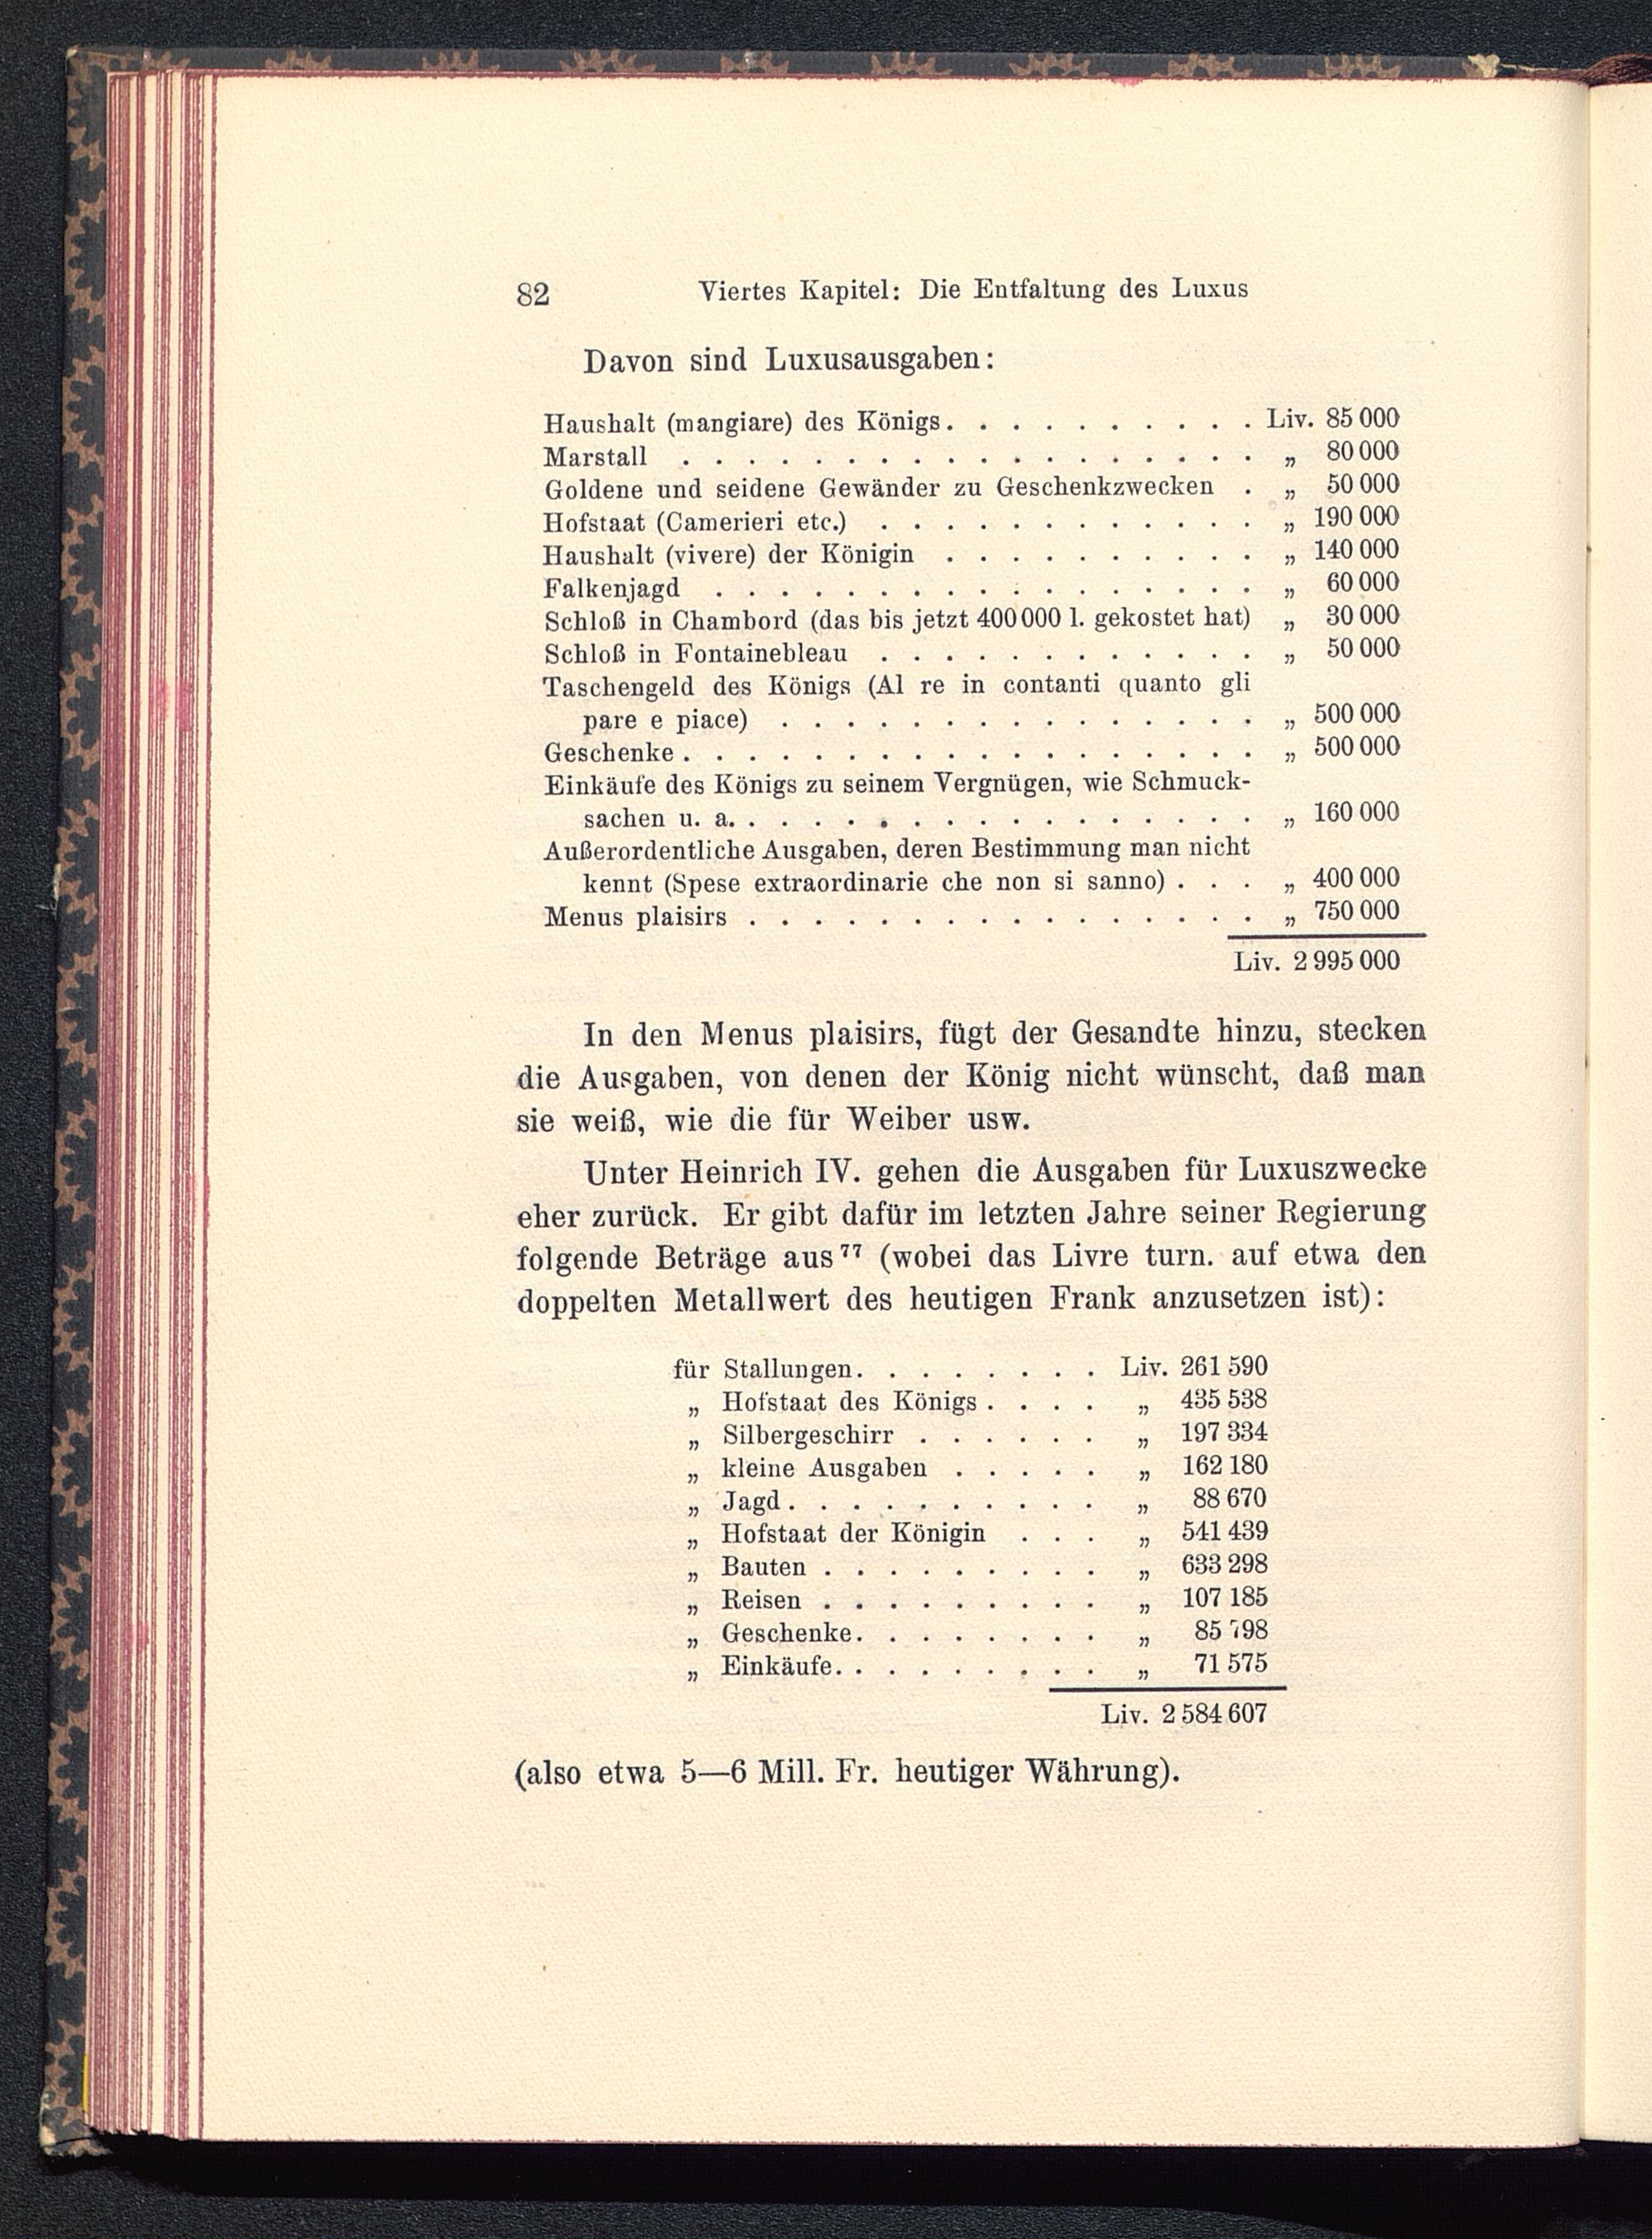 82 Viertes Kapitel: Die Entfaltung des Luxus
Davon sind Luxusausgaben:
Haushalt (mangiare) des Königs. . . . . . . . . . Liv. 85 000
Marstall . . . . . . . . . . . . . . . . . . „ 80 000
Goldene und seidene Gewänder zu Geschenkzwecken . „ 50 000
Hofstaat (Camerieri etc.) . . . . . . . . . . . . „ 190 000
Haushalt (vivere) der Königin . . . . . . . . . . „ 140 000
Falkenjagd . . . . . . . . . . . . . . . . . „ 60 000
Schloß in Chambord (das bis jetzt 400 000 l. gekostet hat) „ 30 000
Schloß in Fontainebleau . . . . . . . . . . . . „ 50 000
Taschengeld des Königs (Al re in contanti quanto gli
pare e piace) . . . . . . . . . . . . . . . „ 500 000
Geschenke . . . . . . . . . . . . . . . . . . „ 500 000
Einkäufe des Königs zu seinem Vergnügen, wie Schmuck-
sachen u. a. . . . . . . . . . . . . . . . . „ 160 000
Außerordentliche Ausgaben, deren Bestimmung man nicht
kennt (Spese extraordinarie che non si sanno) . . . „ 400 000
Menus plaisirs . . . . . . . . . . . . . . . . „ 750 000
Liv. 2 995 000
In den Menus plaisirs, fügt der Gesandte hinzu, stecken
die Ausgaben, von denen der König nicht wünscht, daß man
sie weiß, wie die für Weiber usw.
Unter Heinrich IV. gehen die Ausgaben für Luxuszwecke
eher zurück. Er gibt dafür im letzten Jahre seiner Regierung
folgende Beträge aus⁷⁷ (wobei das Livre turn. auf etwa den
doppelten Metallwert des heutigen Frank anzusetzen ist):
für Stallungen. . . . . . . . Liv. 261 590
„ Hofstaat des Königs . . . . „ 435 538
„ Silbergeschirr . . . . . . „ 197 334
„ kleine Ausgaben . . . . . „ 162 180
„ Jagd . . . . . . . . . . „ 88 670
„ Hofstaat der Königin . . . „ 541 439
„ Bauten . . . . . . . . . „ 633 298
„ Reisen . . . . . . . . . „ 107 185
„ Geschenke. . . . . . . . „ 85 798
„ Einkäufe. . . . . . . . . „ 71 575
Liv. 2 584 607
(also etwa 5—6 Mill. Fr. heutiger Währung).